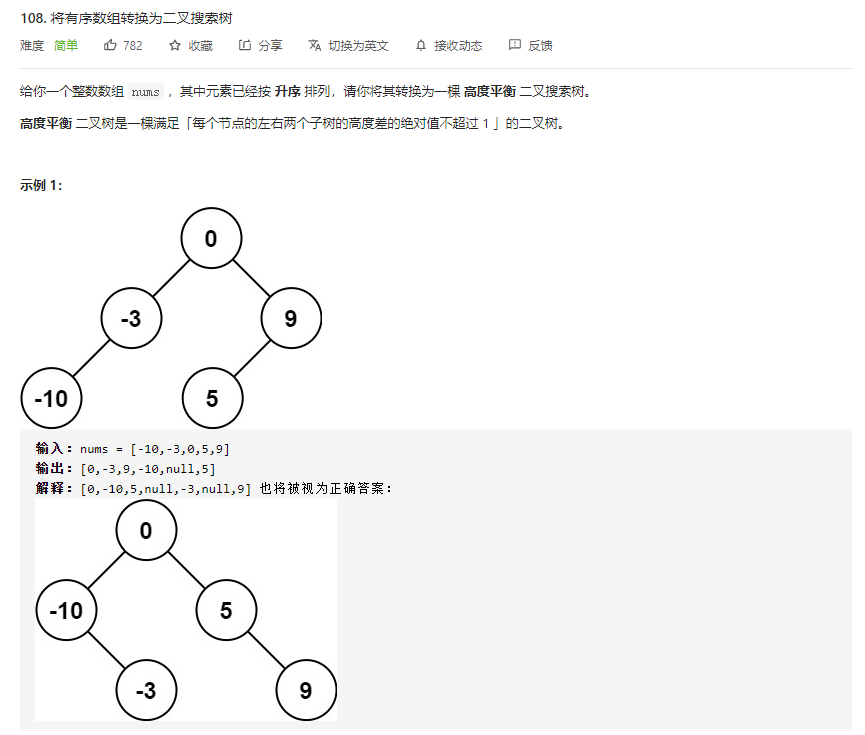 108. 将有序数组转换为二叉搜索树
难度 简单 782 收藏 分享 切换为英文 接收动态 反馈
给你一个整数数组 nums ，其中元素已经按 升序 排列，请你将其转换为一棵 高度平衡 二叉搜索树。
高度平衡 二叉树是一棵满足「每个节点的左右两个子树的高度差的绝对值不超过 1 」的二叉树。
示例 1：
0
-3 9
-10 5
输入：nums = [-10,-3,0,5,9]
输出：[0,-3,9,-10,null,5]
解释：[0,-10,5,null,-3,null,9] 也将被视为正确答案：
0
-10 5
-3 9